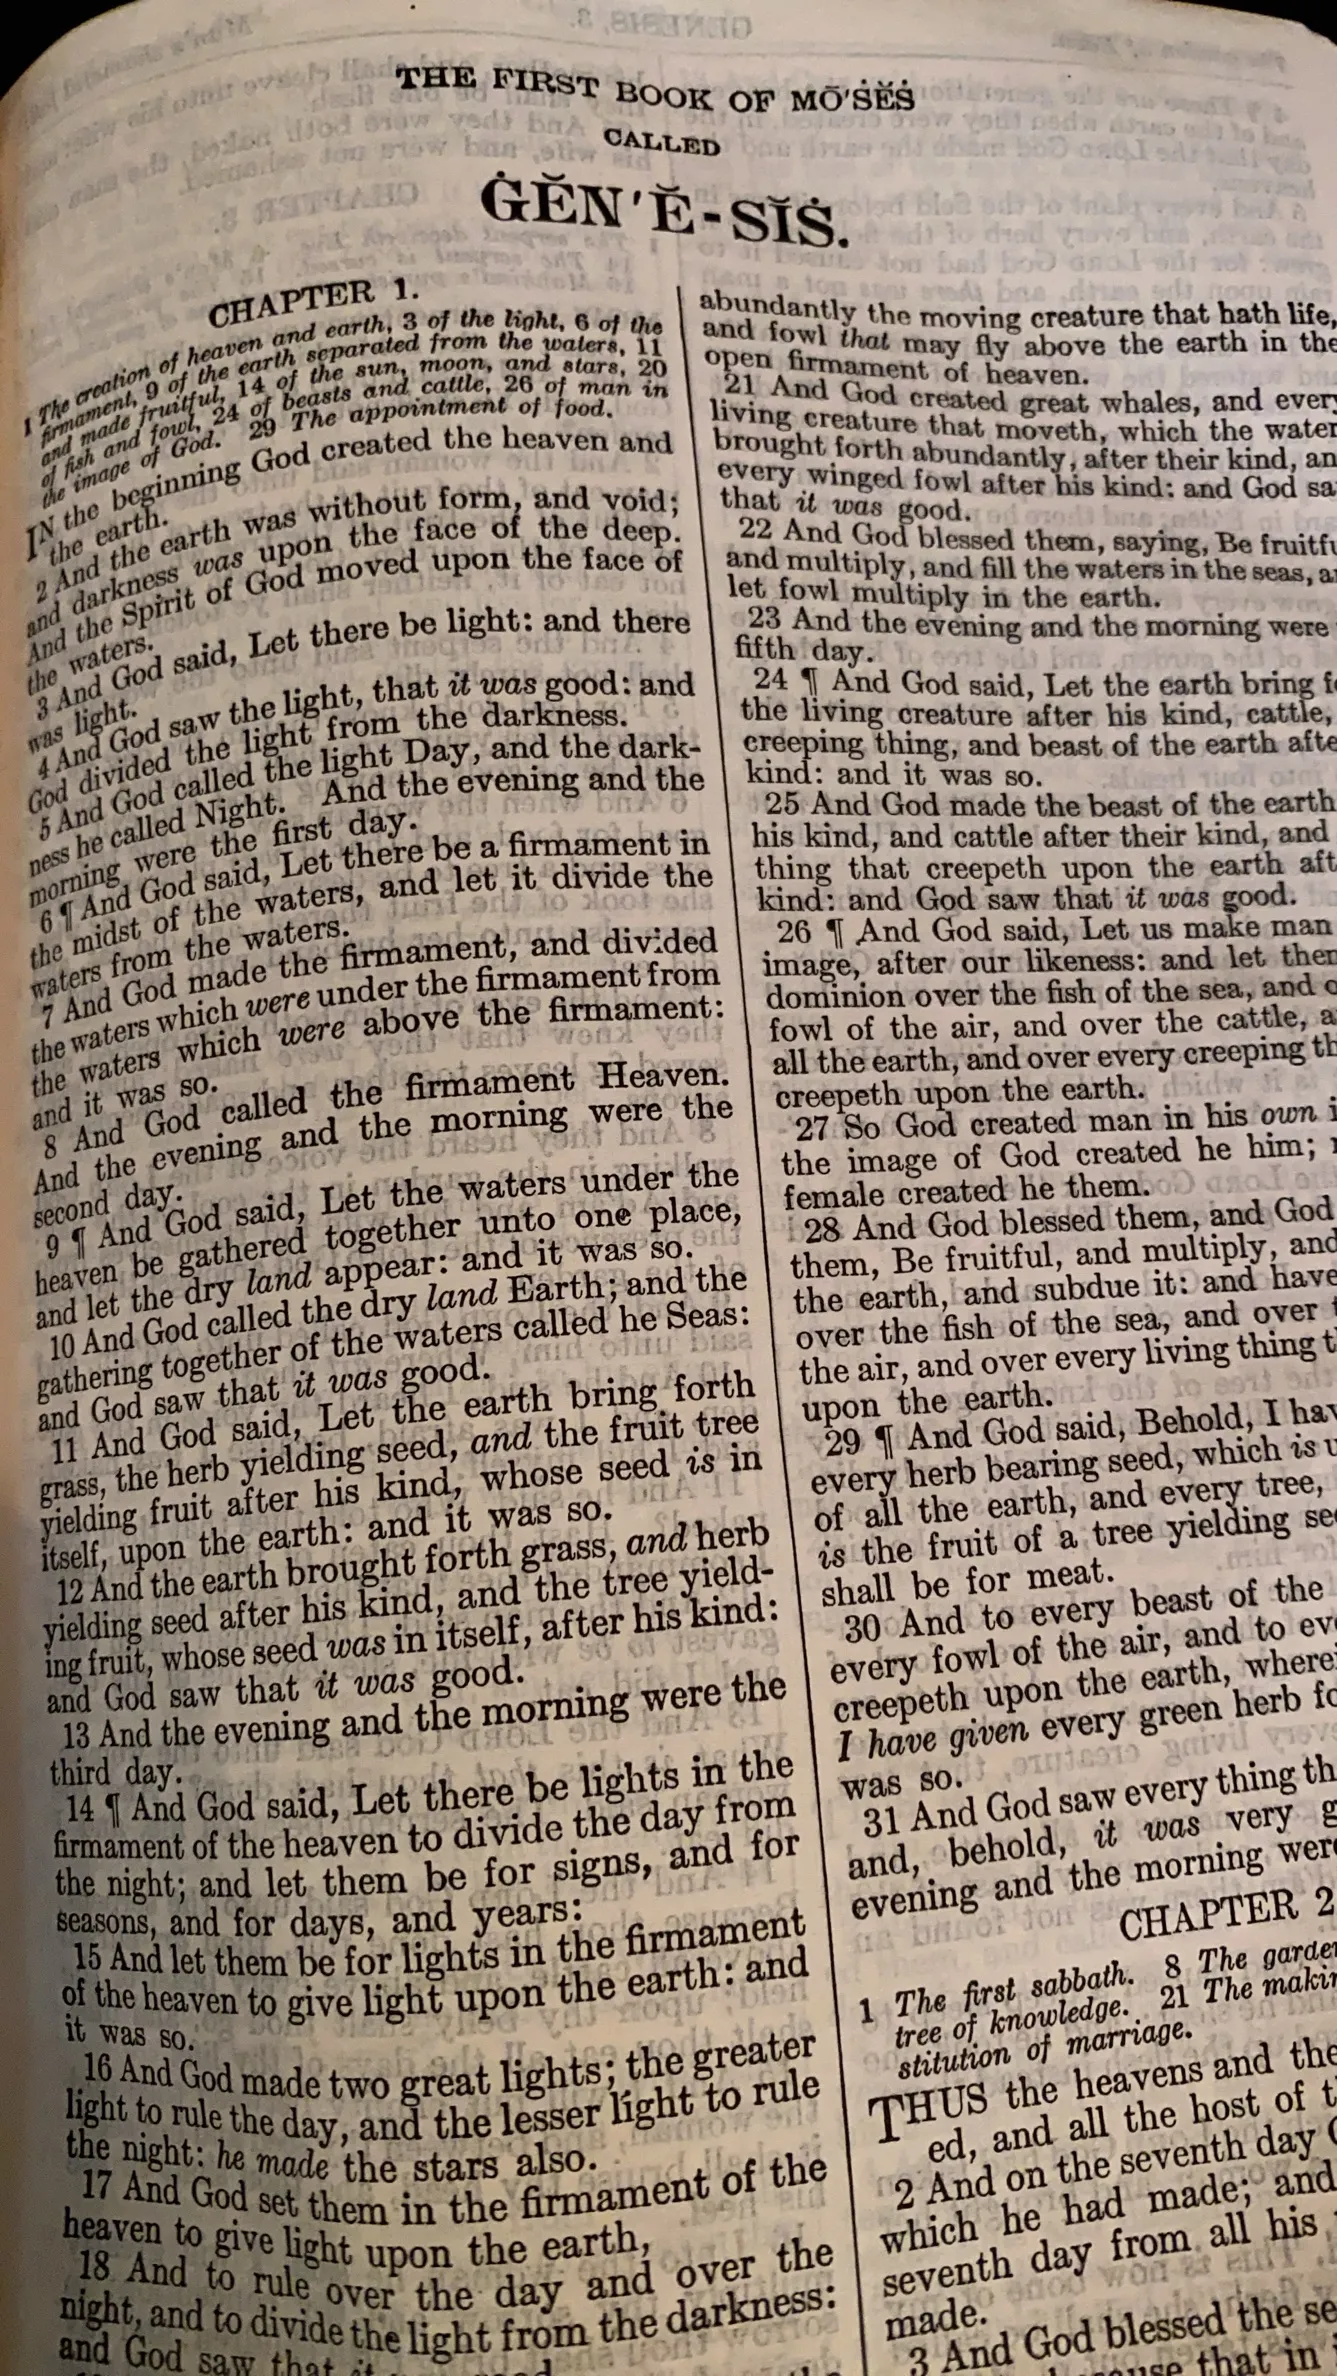 THE FIRST BOOK OF MŌ'ṠĔṠ
CALLED
ĠĔN'Ĕ-SĬṠ.
CHAPTER 1.
1 The creation of heaven and earth, 3 of the light, 6 of the
firmament, 9 of the earth separated from the waters, 11
and made fruitful, 14 of the sun, moon, and stars, 20
of fish and fowl, 24 of beasts and cattle, 26 of man in
the image of God. 29 The appointment of food.
IN the beginning God created the heaven and
the earth.
2 And the earth was without form, and void;
and darkness was upon the face of the deep.
And the Spirit of God moved upon the face of
the waters.
3 And God said, Let there be light: and there
was light.
4 And God saw the light, that it was good: and
God divided the light from the darkness.
5 And God called the light Day, and the dark-
ness he called Night. And the evening and the
morning were the first day.
6 ¶ And God said, Let there be a firmament in
the midst of the waters, and let it divide the
waters from the waters.
7 And God made the firmament, and divided
the waters which were under the firmament from
the waters which were above the firmament:
and it was so.
8 And God called the firmament Heaven.
And the evening and the morning were the
second day.
9 ¶ And God said, Let the waters under the
heaven be gathered together unto one place,
and let the dry land appear: and it was so.
10 And God called the dry land Earth; and the
gathering together of the waters called he Seas:
and God saw that it was good.
11 And God said, Let the earth bring forth
grass, the herb yielding seed, and the fruit tree
yielding fruit after his kind, whose seed is in
itself, upon the earth: and it was so.
12 And the earth brought forth grass, and herb
yielding seed after his kind, and the tree yield-
ing fruit, whose seed was in itself, after his kind:
and God saw that it was good.
13 And the evening and the morning were the
third day.
14 ¶ And God said, Let there be lights in the
firmament of the heaven to divide the day from
the night; and let them be for signs, and for
seasons, and for days, and years:
15 And let them be for lights in the firmament
of the heaven to give light upon the earth: and
it was so.
16 And God made two great lights; the greater
light to rule the day, and the lesser light to rule
the night: he made the stars also.
17 And God set them in the firmament of the
heaven to give light upon the earth,
18 And to rule over the day and over the
night, and to divide the light from the darkness:
and God saw that it
abundantly the moving creature that hath life,
and fowl that may fly above the earth in the
open firmament of heaven.
21 And God created great whales, and every
living creature that moveth, which the water
brought forth abundantly, after their kind, an
every winged fowl after his kind: and God sa
that it was good.
22 And God blessed them, saying, Be fruitfu
and multiply, and fill the waters in the seas, a
let fowl multiply in the earth.
23 And the evening and the morning were
fifth day.
24 ¶ And God said, Let the earth bring f
the living creature after his kind, cattle,
creeping thing, and beast of the earth afte
kind: and it was so.
25 And God made the beast of the earth
his kind, and cattle after their kind, and
thing that creepeth upon the earth aft
kind: and God saw that it was good.
26 ¶ And God said, Let us make man
image, after our likeness: and let ther
dominion over the fish of the sea, and o
fowl of the air, and over the cattle, a
all the earth, and over every creeping th
creepeth upon the earth.
27 So God created man in his own i
the image of God created he him;
female created he them.
28 And God blessed them, and God
them, Be fruitful, and multiply, and
the earth, and subdue it: and have
over the fish of the sea, and over t
the air, and over every living thing t
upon the earth.
29 ¶ And God said, Behold, I hav
every herb bearing seed, which is u
of all the earth, and every tree,
is the fruit of a tree yielding see
shall be for meat.
30 And to every beast of the
every fowl of the air, and to eve
creepeth upon the earth, wherei
I have given every green herb fo
was so.
31 And God saw every thing th
and, behold, it was very g
evening and the morning were
CHAPTER 2
1 The first sabbath. 8 The garde
tree of knowledge. 21 The makin
stitution of marriage.
THUS the heavens and the
ed, and all the host of t
2 And on the seventh day
which he had made; and
seventh day from all his
made.
3 And God blessed the se
that in